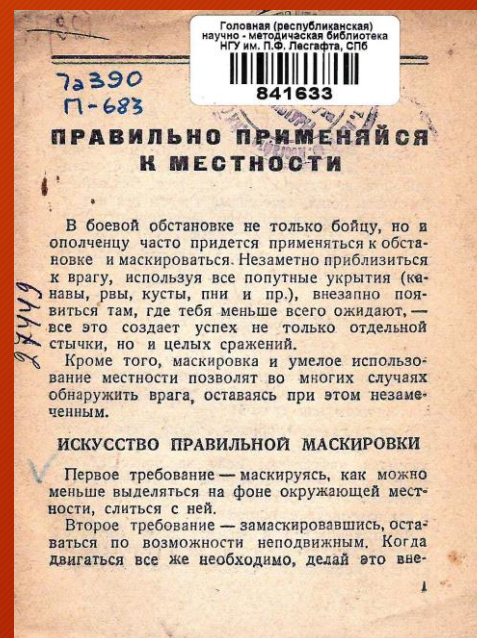 Головная (республиканская)
научно - методическая библиотека
НГУ им. П.Ф. Лесгафта, СПб
841633
7а390
П-683
ПРАВИЛЬНО ПРИМЕНЯЙСЯ
К МЕСТНОСТИ
В боевой обстановке не только бойцу, но и
ополченцу часто придется применяться к обста-
новке и маскироваться. Незаметно приблизиться
к врагу, используя все попутные укрытия (ка-
навы, рвы, кусты, пни и пр.), внезапно поя-
виться там, где тебя меньше всего ожидают, —
все это создает успех не только отдельной
стычки, но и целых сражений.
Кроме того, маскировка и умелое использо-
вание местности позволят во многих случаях
обнаружить врага, оставаясь при этом незаме-
ченным.
27449
ИСКУССТВО ПРАВИЛЬНОЙ МАСКИРОВКИ
Первое требование — маскируясь, как можно
меньше выделяться на фоне окружающей мест-
ности, слиться с ней.
Второе требование — замаскировавшись, оста-
ваться по возможности неподвижным. Когда
двигаться все же необходимо, делай это вне-
1